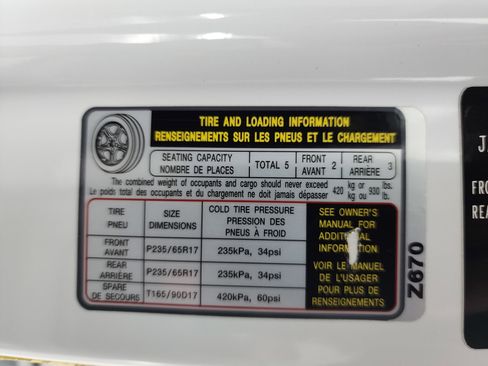 TIRE AND LOADING INFORMATION
RENSEIGNEMENTS SUR LES PNEUS ET LE CHARGEMENT
SEATING CAPACITY TOTAL 5 FRONT 2 REAR 3
NOMBRE DE PLACES AVANT ARRIÈRE
The combined weight of occupants and cargo should never exceed 420 kg or 930 lbs.
Le poids total des occupants et du chargement ne doit jamais dépasser kg ou lb.
TIRE SIZE COLD TIRE PRESSURE
PNEU DIMENSIONS PRESSION DES
PNEUS À FROID
FRONT
AVANT P235/65R17 235kPa, 34psi
REAR
ARRIÈRE P235/65R17 235kPa, 34psi
SPARE
DE SECOURS T165/90D17 420kPa, 60psi
SEE OWNER'S
MANUAL FOR
ADDITIONAL
INFORMATION
VOIR LE MANUEL
DE L'USAGER
POUR PLUS DE
RENSEIGNEMENTS
Z670
FRO
REA